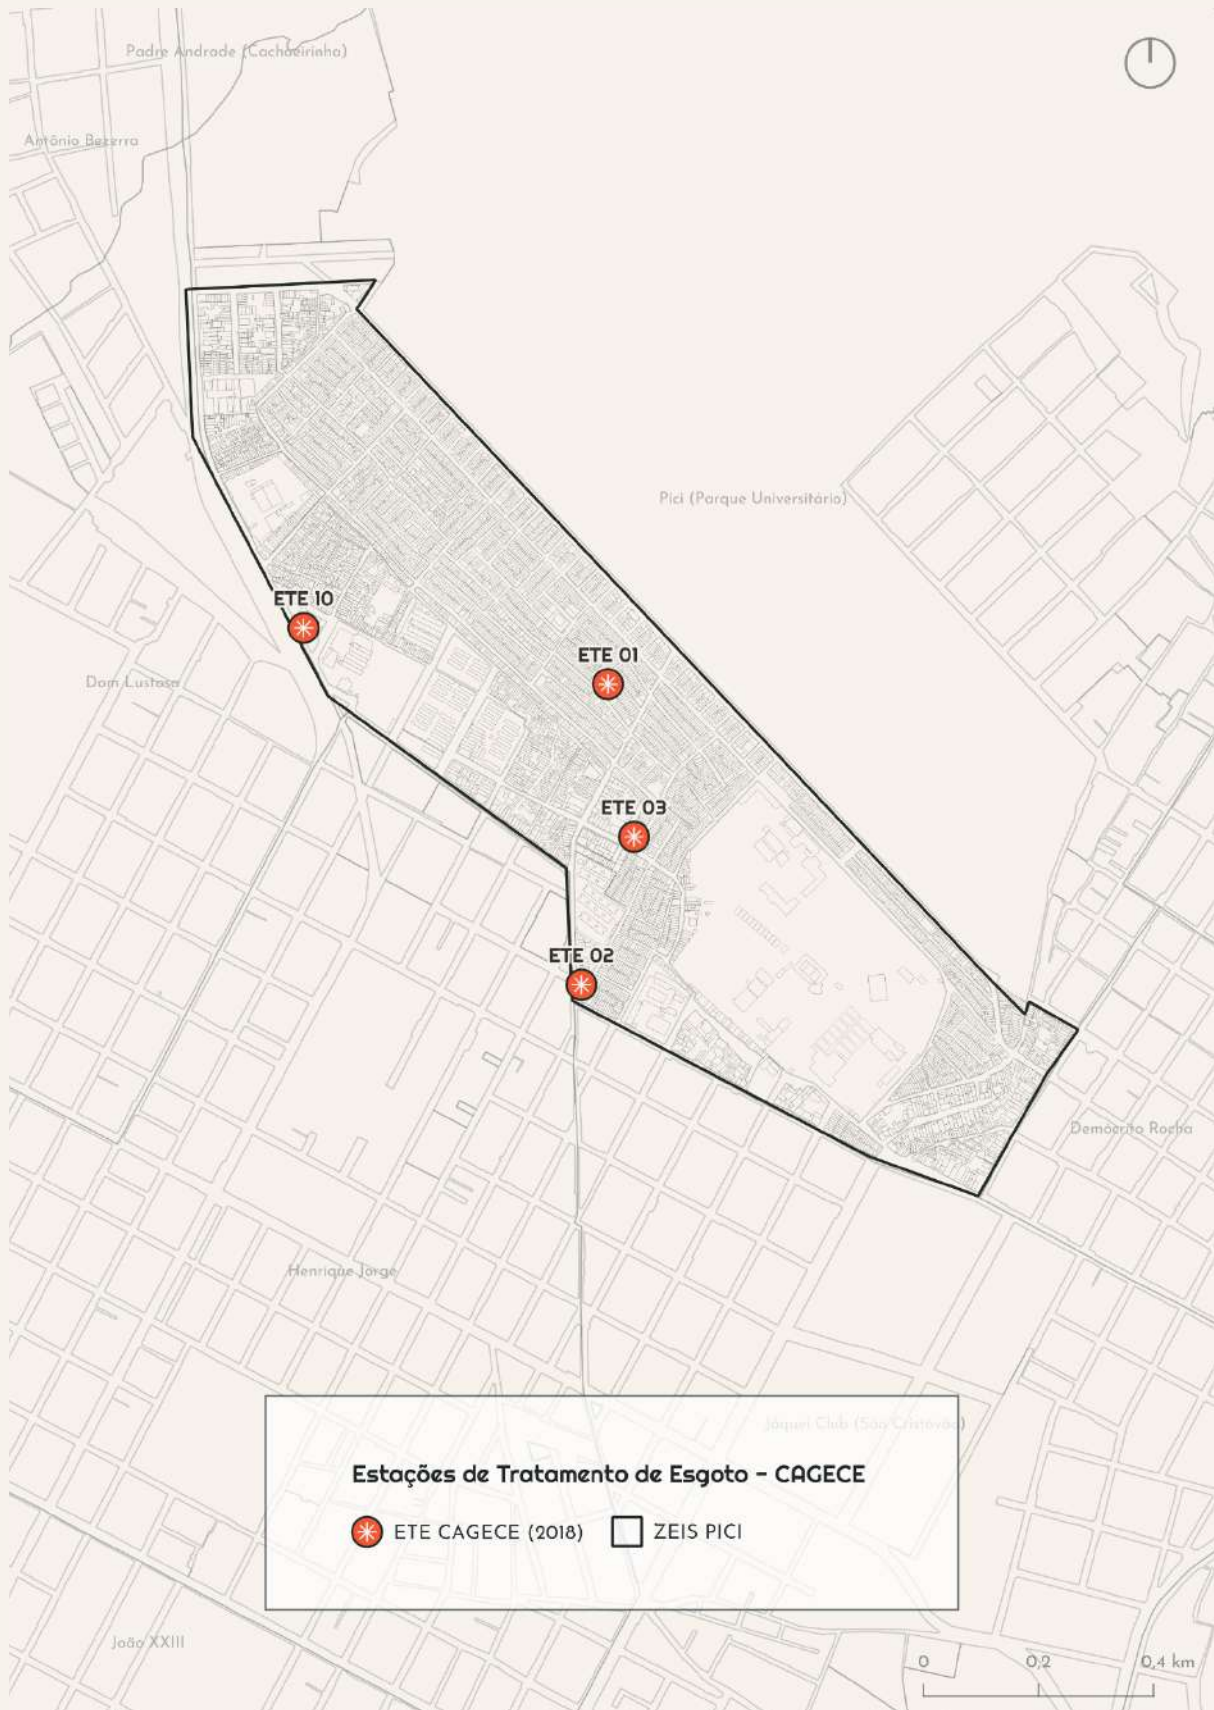 Padre Andrade (Cachoeirinha)
Antônio Bezerra
Pici (Parque Universitário)
ETE 10
ETE 01
Dom Lustosa
ETE 03
ETE 02
Demócrito Rocha
Henrique Jorge
Jóquei Club (São Cristóvão)
Estações de Tratamento de Esgoto - CAGECE
ETE CAGECE (2018) ZEIS PICI
João XXIII
0 0,2 0,4 km